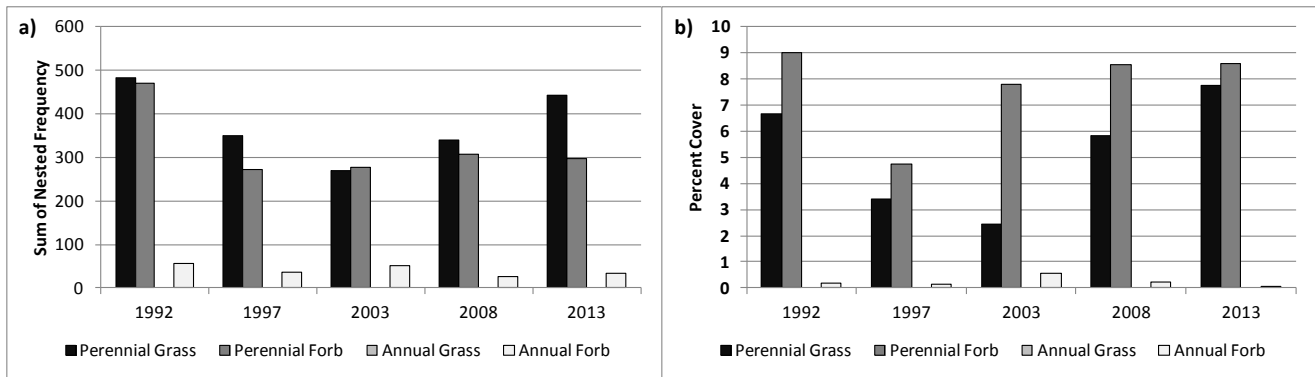 a)
Sum of Nested Frequency
600
500
400
300
200
100
0
1992 1997 2003 2008 2013
Perennial Grass Perennial Forb Annual Grass Annual Forb
b)
Percent Cover
10
9
8
7
6
5
4
3
2
1
0
1992 1997 2003 2008 2013
Perennial Grass Perennial Forb Annual Grass Annual Forb